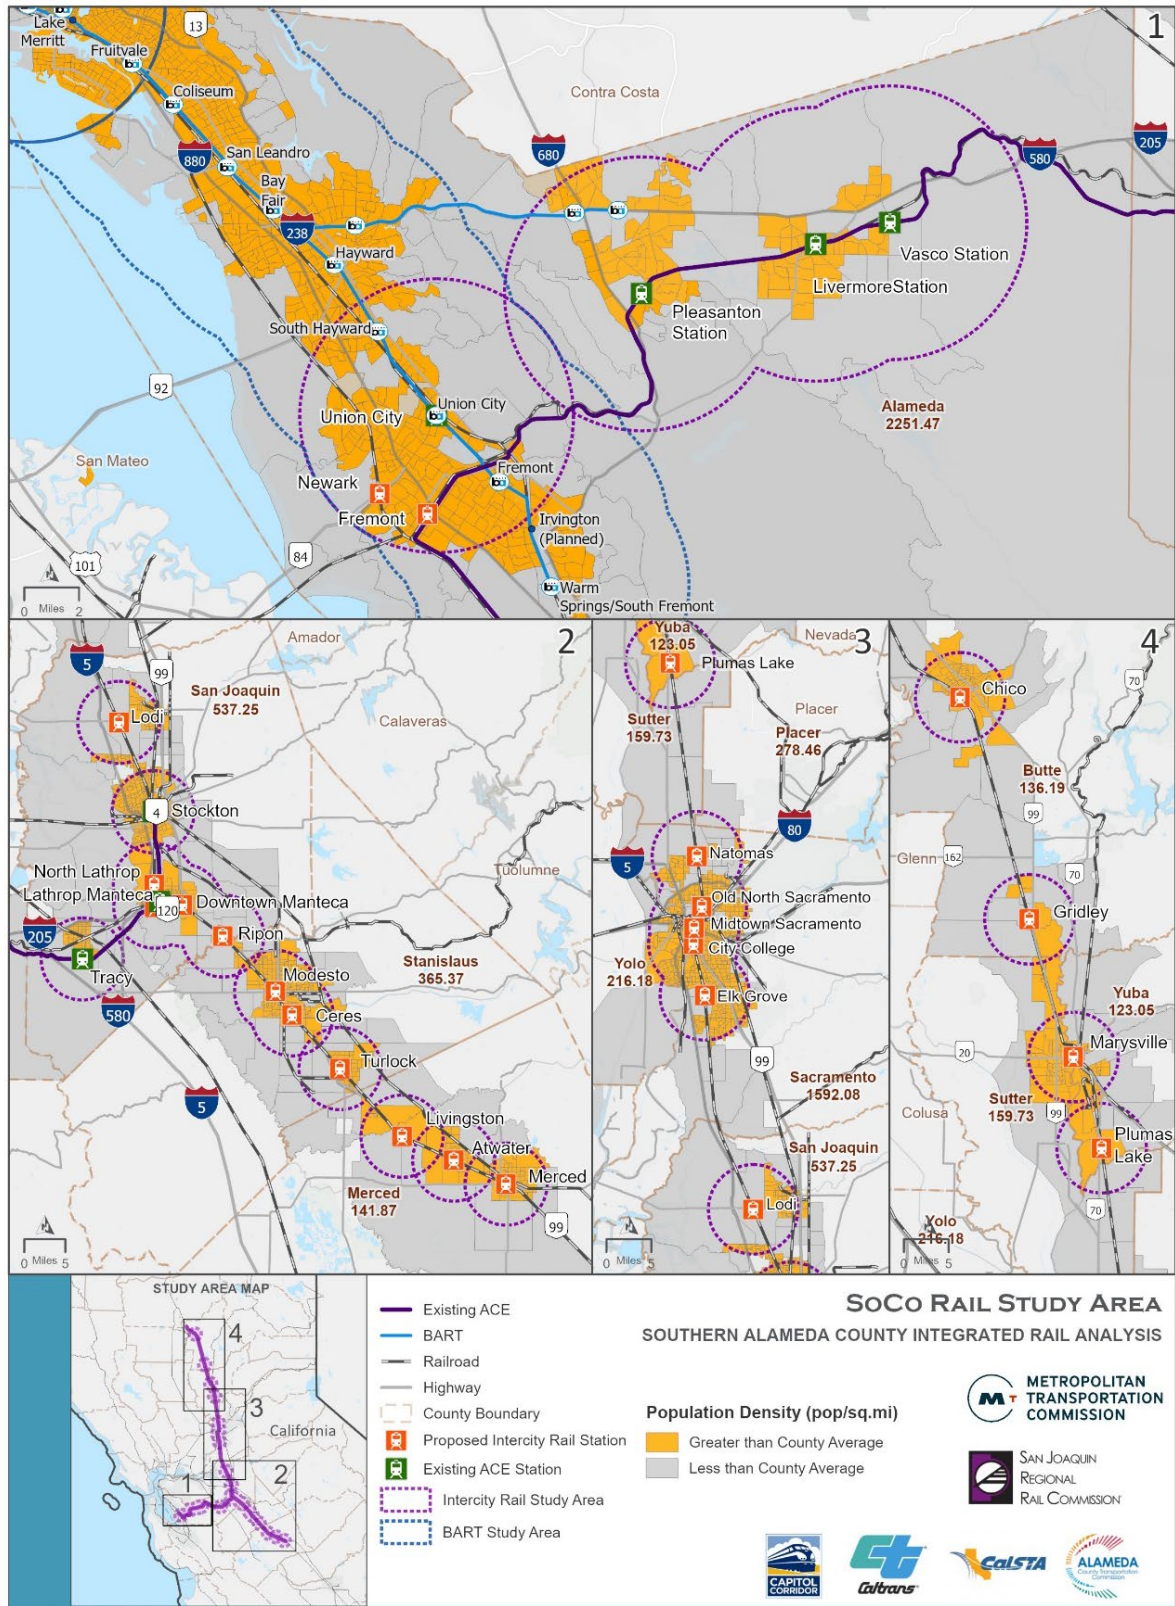 1
Lake
Merritt
13
Fruitvale
Contra Costa
Coliseum
880
San Leandro
680
580
205
Bay
Fair
238
Hayward
Vasco Station
LivermoreStation
Pleasanton
Station
South Hayward
92
Union City
Union City
Alameda
2251.47
San Mateo
Newark
Fremont
Fremont
Irvington
(Planned)
101
84
Warm
Springs/South Fremont
0 Miles 2
2
5
99
Amador
San Joaquin
537.25
Lodi
Calaveras
4
Stockton
North Lathrop
Lathrop Manteca
120
Downtown Manteca
Tuolumne
205
Ripon
Tracy
Modesto
Stanislaus
365.37
580
Ceres
Turlock
5
Livingston
Atwater
Merced
Merced
141.87
99
0 Miles 5
3
Yuba
123.05
Nevada
Plumas Lake
Sutter
159.73
Placer
Placer
278.46
80
5
Natomas
Old North Sacramento
Midtown Sacramento
City College
Yolo
216.18
Elk Grove
99
Sacramento
1592.08
San Joaquin
537.25
Lodi
0 Miles 5
4
70
Chico
Butte
136.19
99
Glenn
162
70
Gridley
Yuba
123.05
20
Marysville
Sutter
159.73
99
Colusa
Plumas
Lake
70
Yolo
216.18
0 Miles 5
STUDY AREA MAP
4
3
California
2
1
Existing ACE
BART
Railroad
Highway
County Boundary
Proposed Intercity Rail Station
Existing ACE Station
Intercity Rail Study Area
BART Study Area
Population Density (pop/sq.mi)
Greater than County Average
Less than County Average
SOCO RAIL STUDY AREA
SOUTHERN ALAMEDA COUNTY INTEGRATED RAIL ANALYSIS
M T
METROPOLITAN
TRANSPORTATION
COMMISSION
SAN JOAQUIN
REGIONAL
RAIL COMMISSION
CAPITOL
CORRIDOR
ct
Caltrans
CalSTA
ALAMEDA
County Transportation
Commission